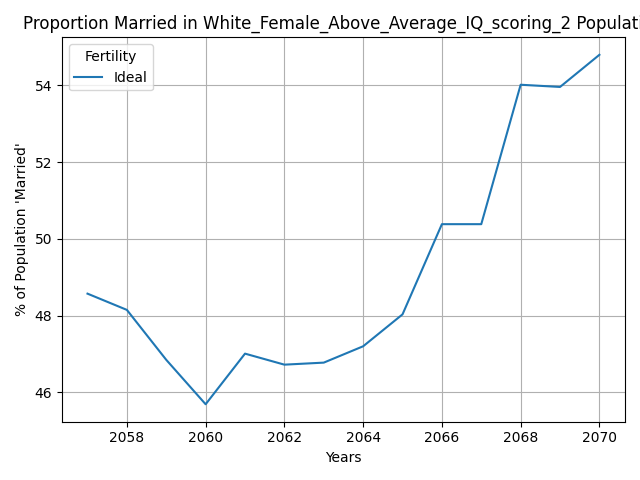 Proportion Married in White_Female_Above_Average_IQ_scoring_2 Populati
Fertility
Ideal
% of Population 'Married'
54
52
50
48
46
2058 2060 2062 2064 2066 2068 2070
Years